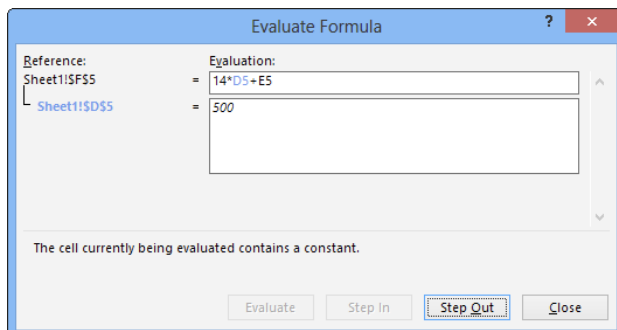 Evaluate Formula
?
Reference:
Evaluation:
Sheet1!$F$5
= 14*D5+E5
Sheet1!$D$5
= 500
The cell currently being evaluated contains a constant.
Evaluate
Step In
Step Out
Close